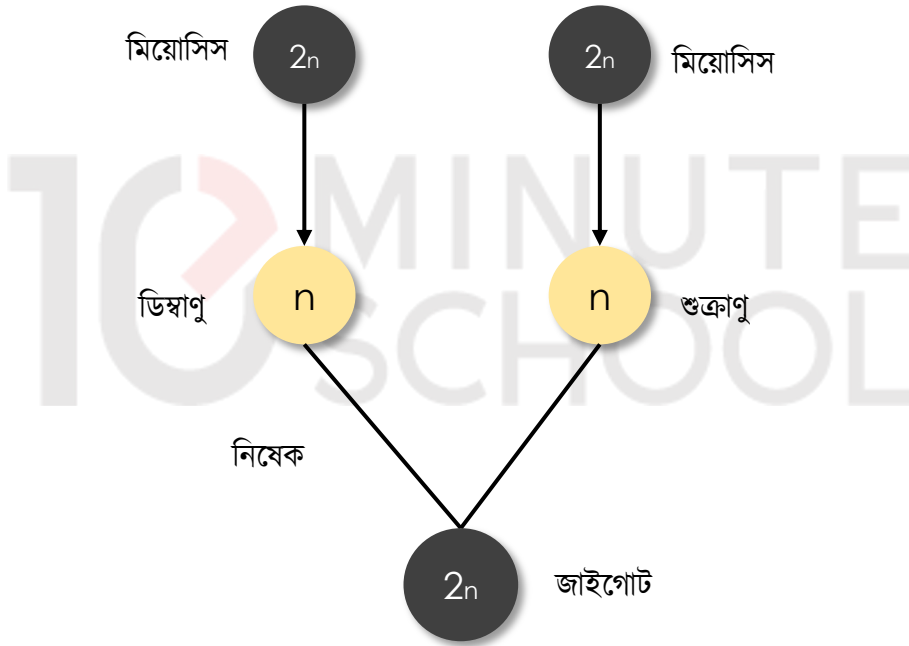 মিয়োসিস 2n 2n মিয়োসিস
10 MINUTE
SCHOOL
ডিম্বাণু n n শুক্রাণু
নিষেক
2n জাইগোট